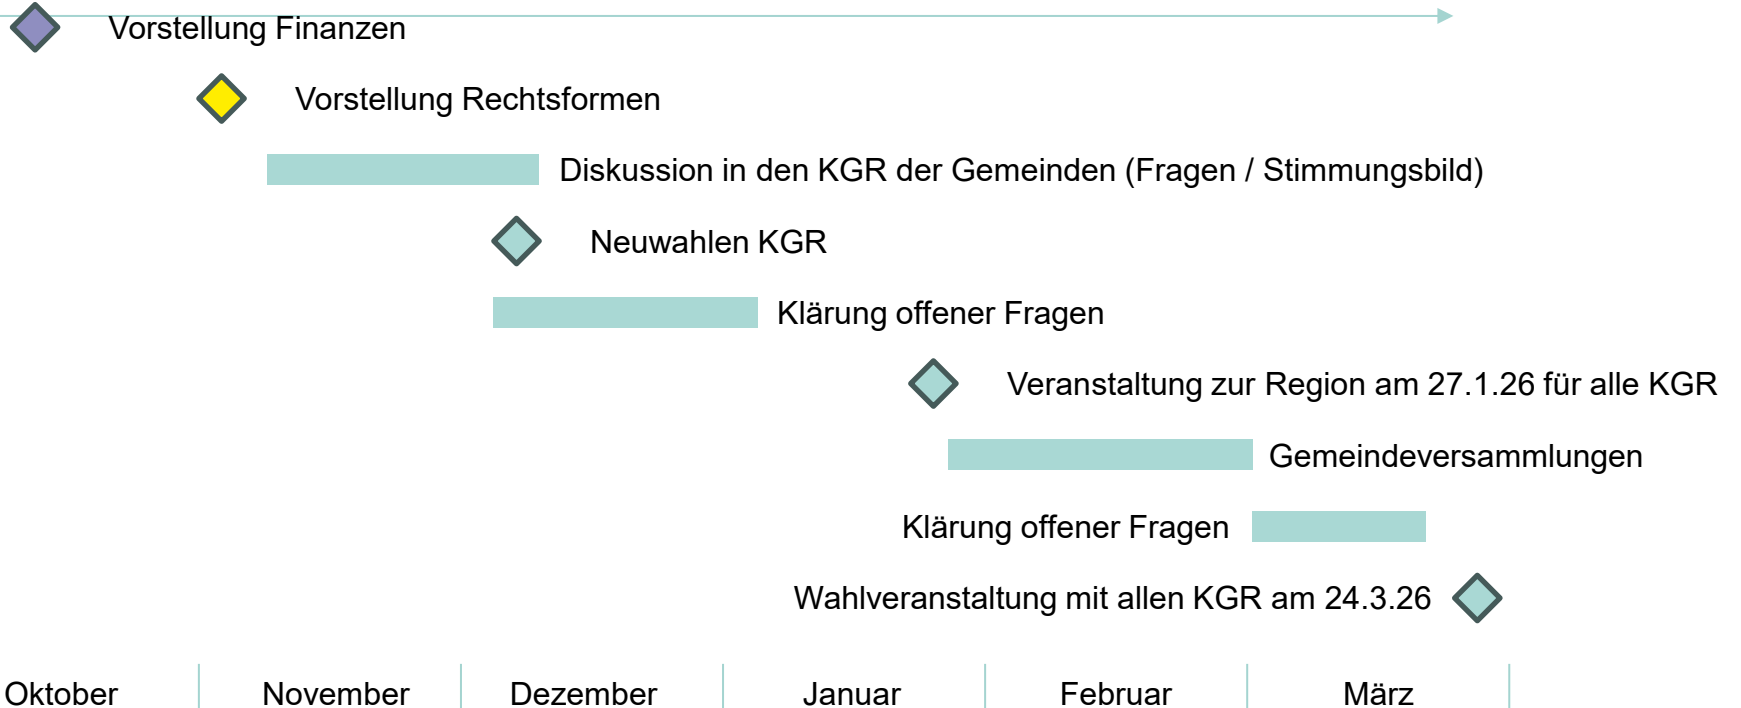 Vorstellung Finanzen
Vorstellung Rechtsformen
Diskussion in den KGR der Gemeinden (Fragen / Stimmungsbild)
Neuwahlen KGR
Klärung offener Fragen
Veranstaltung zur Region am 27.1.26 für alle KGR
Gemeindeversammlungen
Klärung offener Fragen
Wahlveranstaltung mit allen KGR am 24.3.26
Oktober November Dezember Januar Februar März